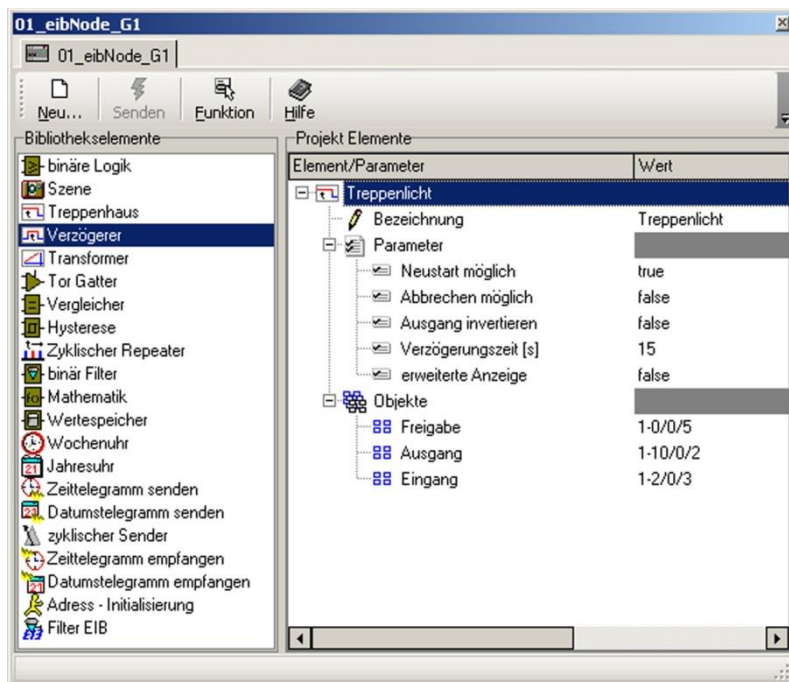 01_eibNode_G1
01_eibNode_G1
Neu... Senden Funktion Hilfe
Bibliothekselemente
binäre Logik
Szene
Treppenhaus
Verzögerer
Transformer
Tor Gatter
Vergleicher
Hysterese
Zyklischer Repeater
binär Filter
Mathematik
Wertespeicher
Wochenuhr
Jahresuhr
Zeittelegramm senden
Datumstelegramm senden
zyklischer Sender
Zeittelegramm empfangen
Datumstelegramm empfangen
Adress - Initialisierung
Filter EIB
Projekt Elemente
Element/Parameter Wert
Treppenlicht
Bezeichnung Treppenlicht
Parameter
Neustart möglich true
Abbrechen möglich false
Ausgang invertieren false
Verzögerungszeit [s] 15
erweiterte Anzeige false
Objekte
Freigabe 1-0/0/5
Ausgang 1-10/0/2
Eingang 1-2/0/3